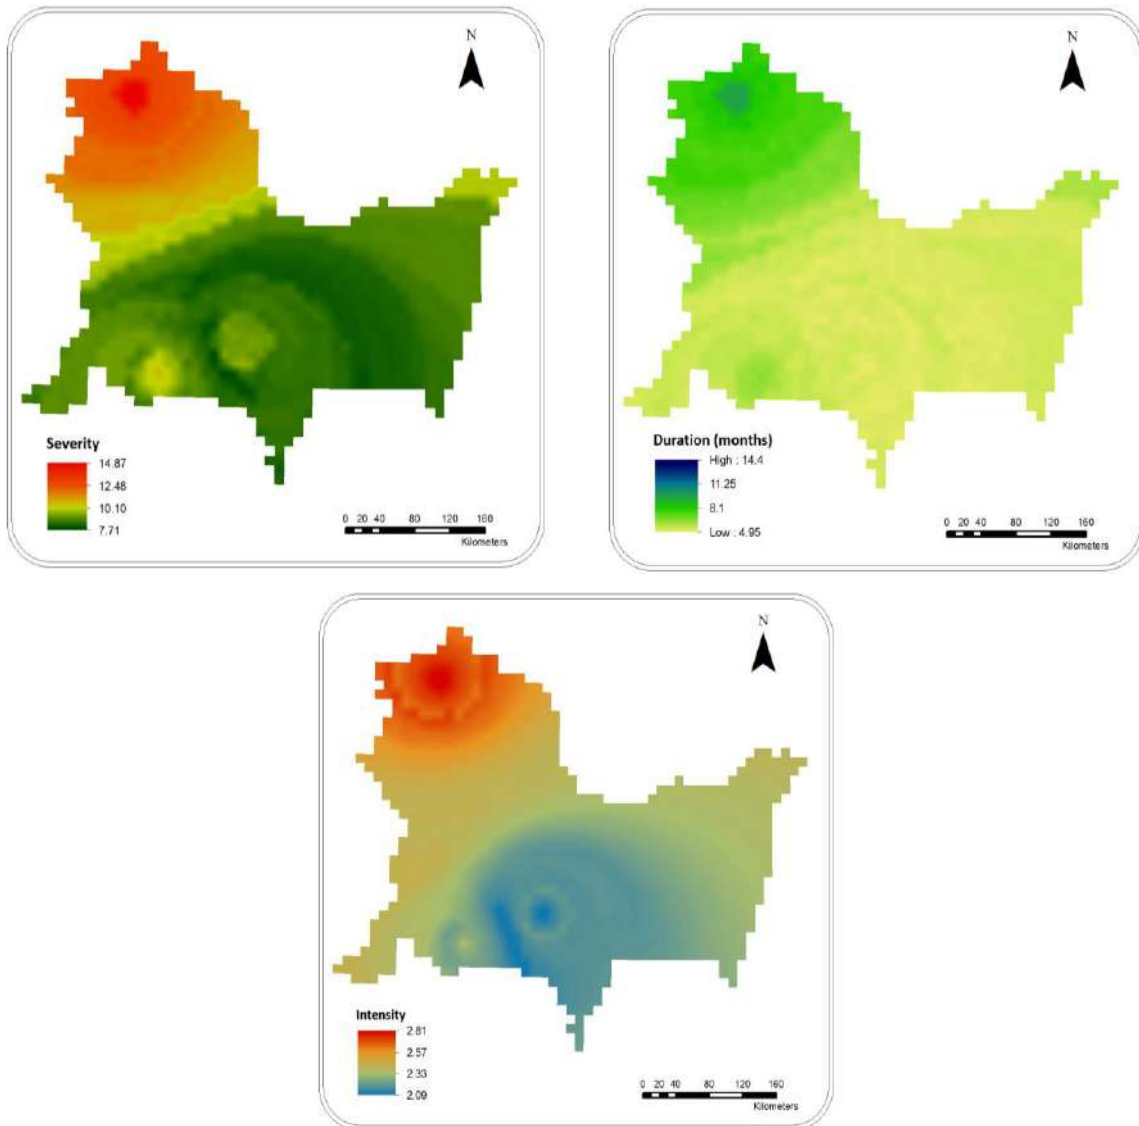 N
Severity
14.87
12.48
10.10
7.71
0 20 40 80 120 160
Kilometers
N
Duration (months)
High : 14.4
11.25
8.1
Low : 4.95
0 20 40 80 120 160
Kilometers
N
Intensity
2.81
2.57
2.33
2.09
0 20 40 80 120 160
Kilometers